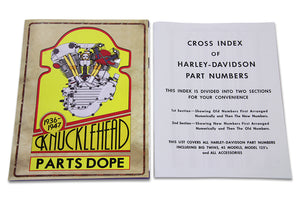 1936-
1947
KNUCKLEHEAD
PARTS DOPE
CROSS INDEX
OF
HARLEY-DAVIDSON
PART NUMBERS
THIS INDEX IS DIVIDED INTO TWO SECTIONS
FOR YOUR CONVENIENCE
1st Section—Showing Old Numbers First Arranged
Numerically and Then The New Numbers.
2nd Section—Showing New Numbers First Arranged
Numerically and Then The Old Numbers.
THIS LIST COVERS ALL HARLEY-DAVIDSON PART NUMBERS
INCLUDING BIG TWINS, 45 MODELS, MODEL 125's
and ALL ACCESSORIES